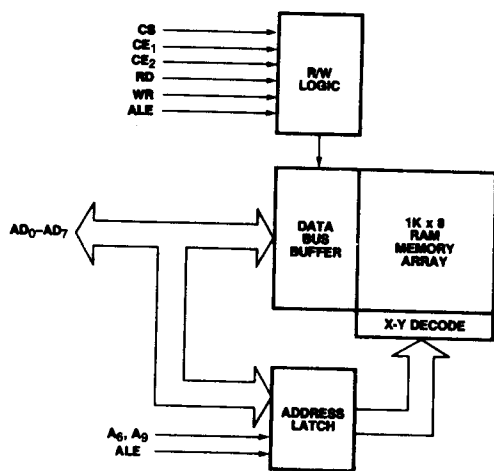 CS
CE1
CE2
RD
WR
ALE
R/W
LOGIC
AD0–AD7
DATA
BUS
BUFFER
1K x 8
RAM
MEMORY
ARRAY
X-Y DECODE
ADDRESS
LATCH
A6, A9
ALE